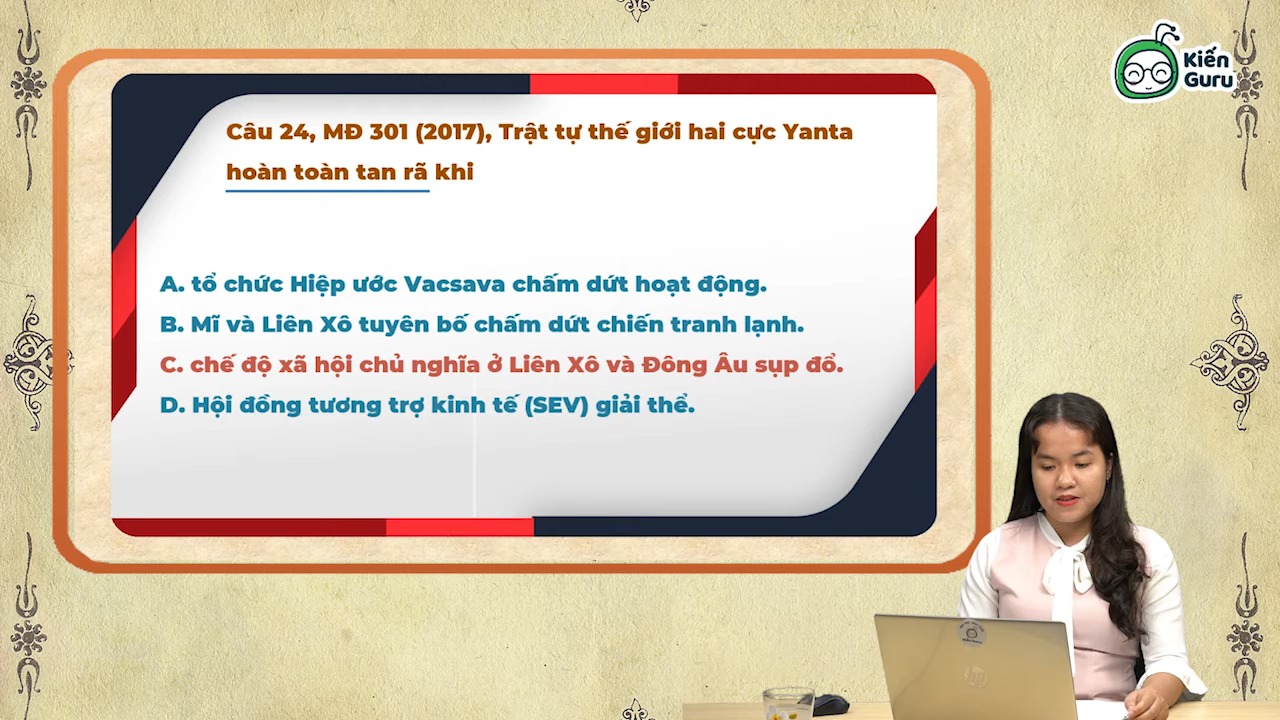 Kiến
Guru
Câu 24, MĐ 301 (2017), Trật tự thế giới hai cực Yanta
hoàn toàn tan rã khi
A. tổ chức Hiệp ước Vacsava chấm dứt hoạt động.
B. Mĩ và Liên Xô tuyên bố chấm dứt chiến tranh lạnh.
C. chế độ xã hội chủ nghĩa ở Liên Xô và Đông Âu sụp đổ.
D. Hội đồng tương trợ kinh tế (SEV) giải thể.